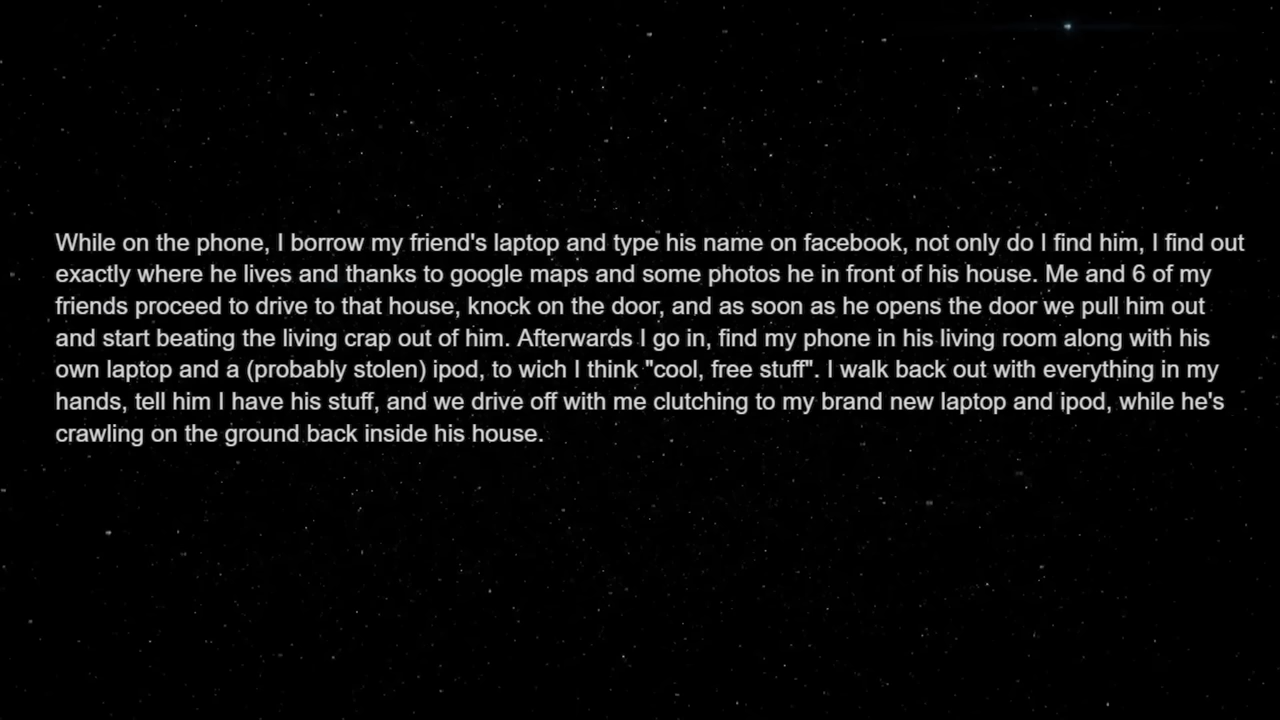 While on the phone, I borrow my friend's laptop and type his name on facebook, not only do I find him, I find out
exactly where he lives and thanks to google maps and some photos he in front of his house. Me and 6 of my
friends proceed to drive to that house, knock on the door, and as soon as he opens the door we pull him out
and start beating the living crap out of him. Afterwards I go in, find my phone in his living room along with his
own laptop and a (probably stolen) ipod, to wich I think "cool, free stuff". I walk back out with everything in my
hands, tell him I have his stuff, and we drive off with me clutching to my brand new laptop and ipod, while he's
crawling on the ground back inside his house.